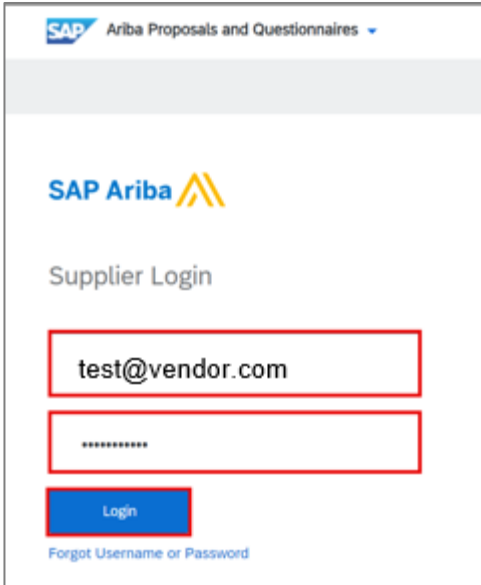 SAP Ariba Proposals and Questionnaires
SAP Ariba
Supplier Login
test@vendor.com
•••••••••••
Login
Forgot Username or Password